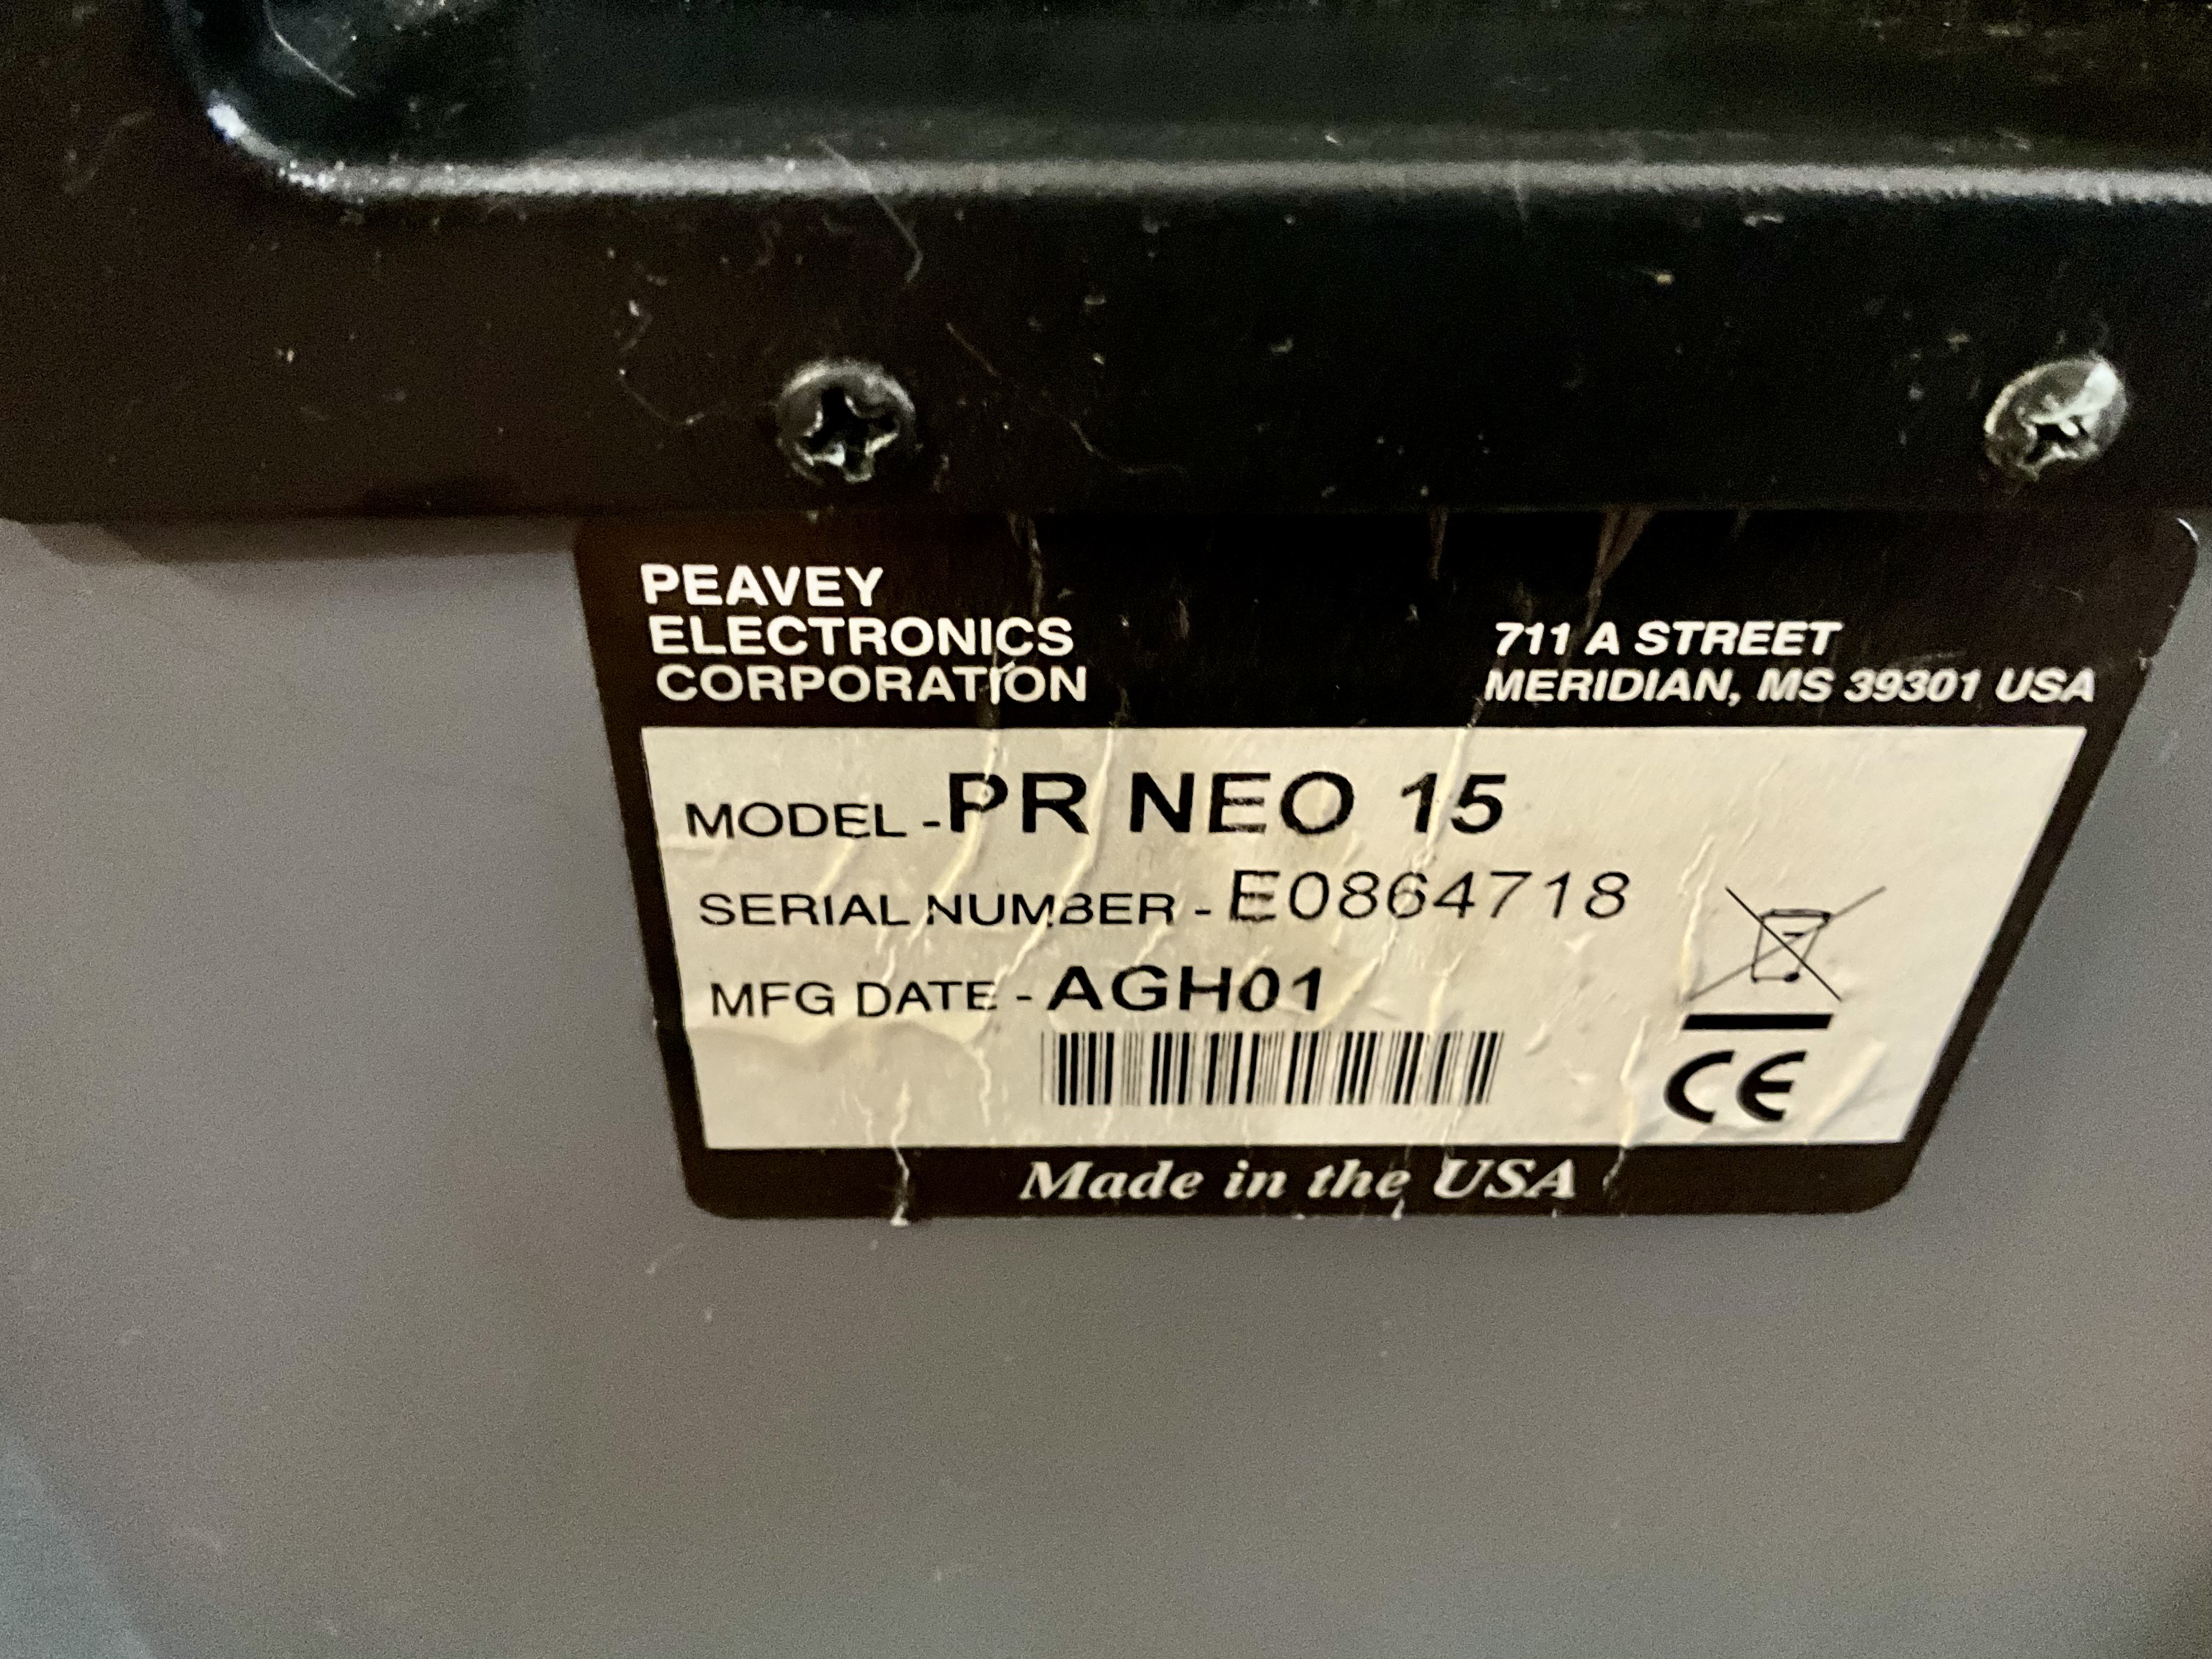 PEAVEY
ELECTRONICS
CORPORATION
711 A STREET
MERIDIAN, MS 39301 USA
MODEL - PR NEO 15
SERIAL NUMBER - E0864718
MFG DATE - AGH01
CE
Made in the USA